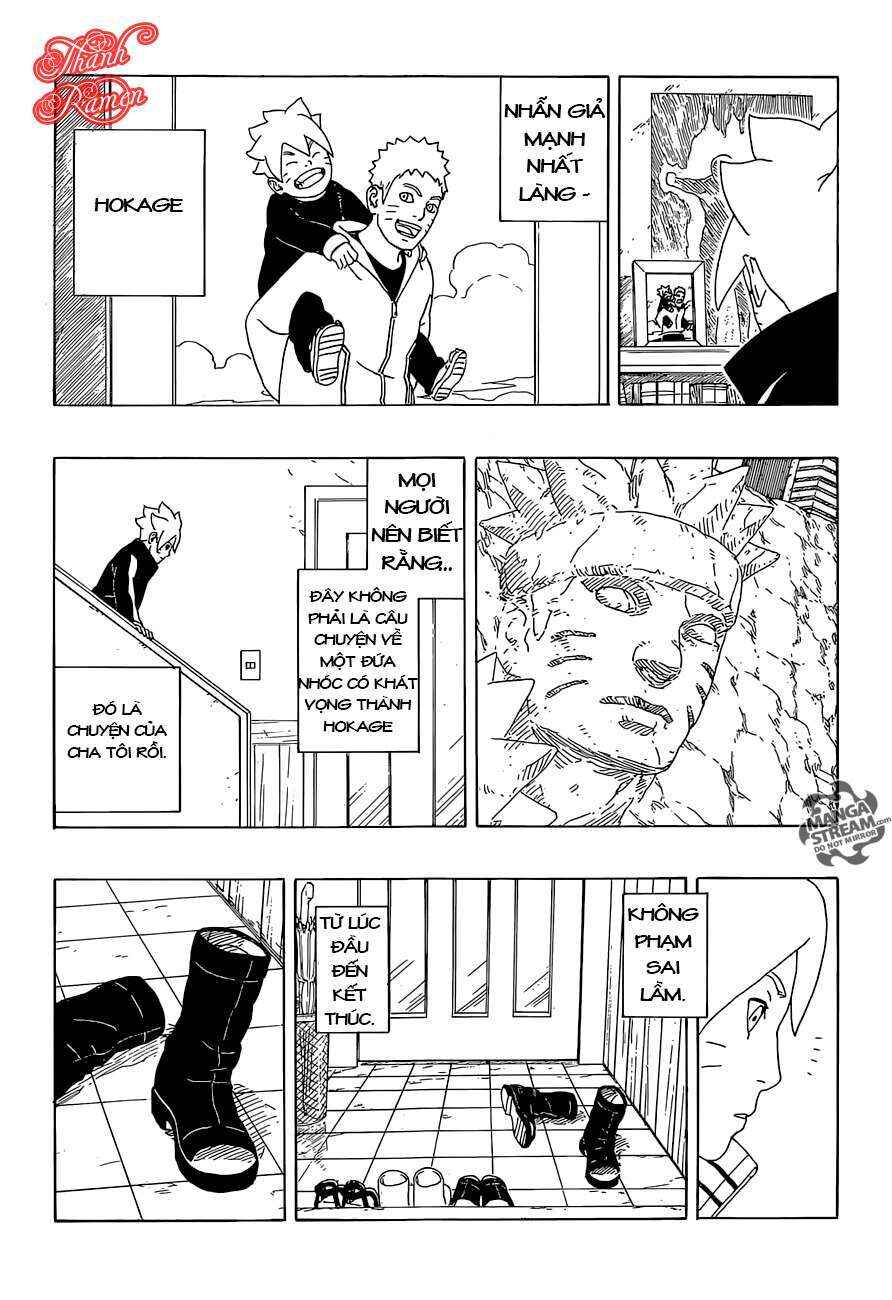 Thánh
Ramen
NHẪN GIẢ
MẠNH
NHẤT
LÀNG -
HOKAGE
MỌI
NGƯỜI
NÊN BIẾT
RẰNG..
ĐÂY KHÔNG
PHẢI LÀ CÂU
CHUYỆN VỀ
MỘT ĐỨA
NHÓC CÓ KHÁT
VỌNG THÀNH
HOKAGE
ĐÓ LÀ
CHUYỆN CỦA
CHA TÔI RỒI.
MANGA
STREAM.com
DO NOT MIRROR
KHÔNG
PHẠM
SAI
LẦM.
TỪ LÚC
ĐẦU
ĐẾN
KẾT
THÚC.